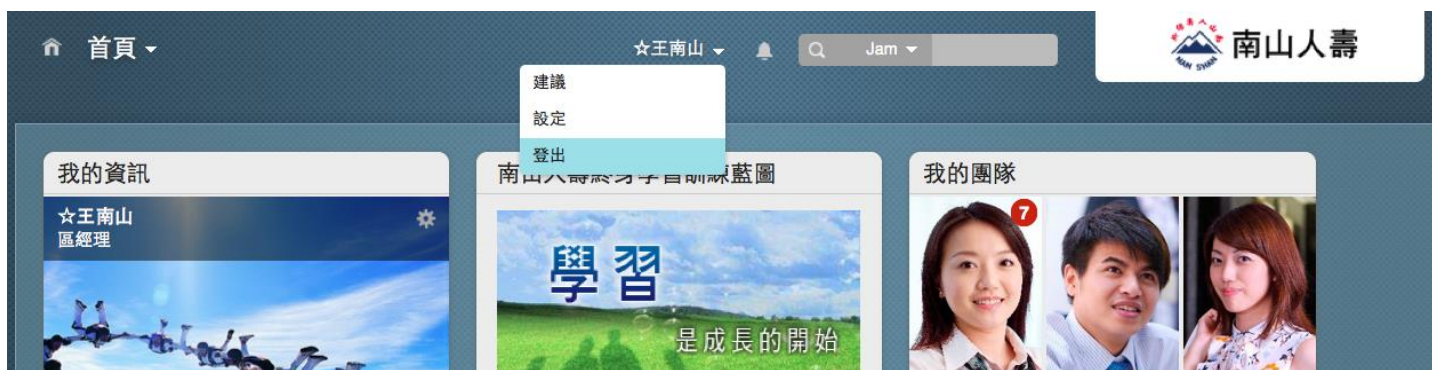 首頁
☆王南山
Jam
南山人壽
NAN SHAN
建議
設定
登出
我的資訊
南山人壽終身學習訓練藍圖
我的團隊
☆王南山
區經理
7
學習
是成長的開始